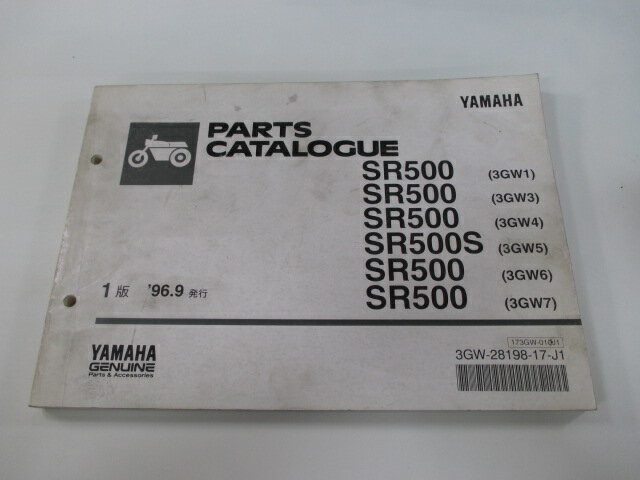 YAMAHA
PARTS
CATALOGUE
SR500 (3GW1)
SR500 (3GW3)
SR500 (3GW4)
SR500S (3GW5)
SR500 (3GW6)
SR500 (3GW7)
1版 '96.9 発行
YAMAHA
GENUINE
Parts & Accessories
3GW-28198-17-J1